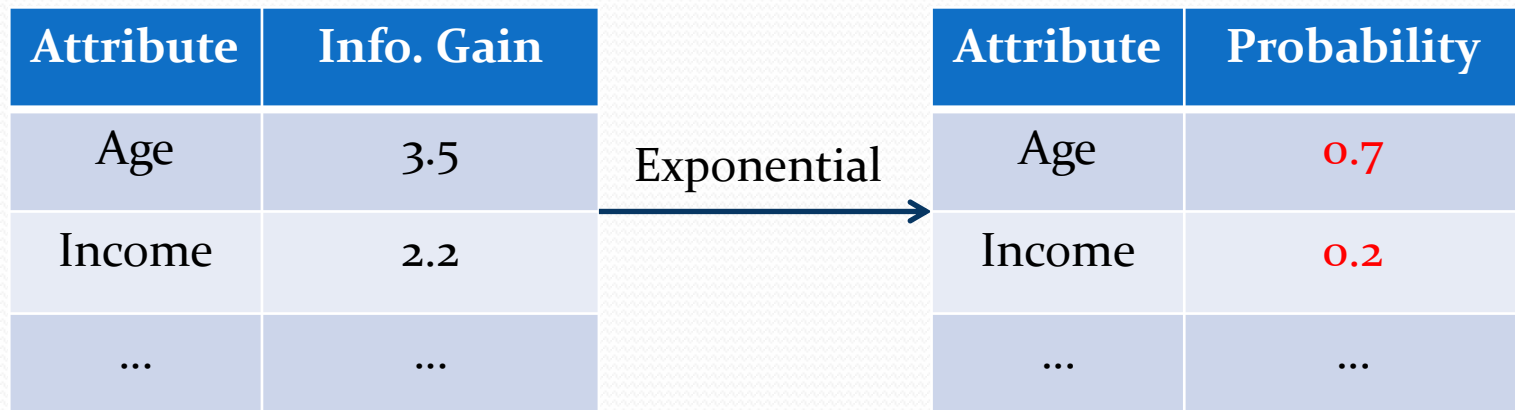 Attribute Info. Gain
Age 3.5
Income 2.2
... ...
Exponential
Attribute Probability
Age 0.7
Income 0.2
... ...